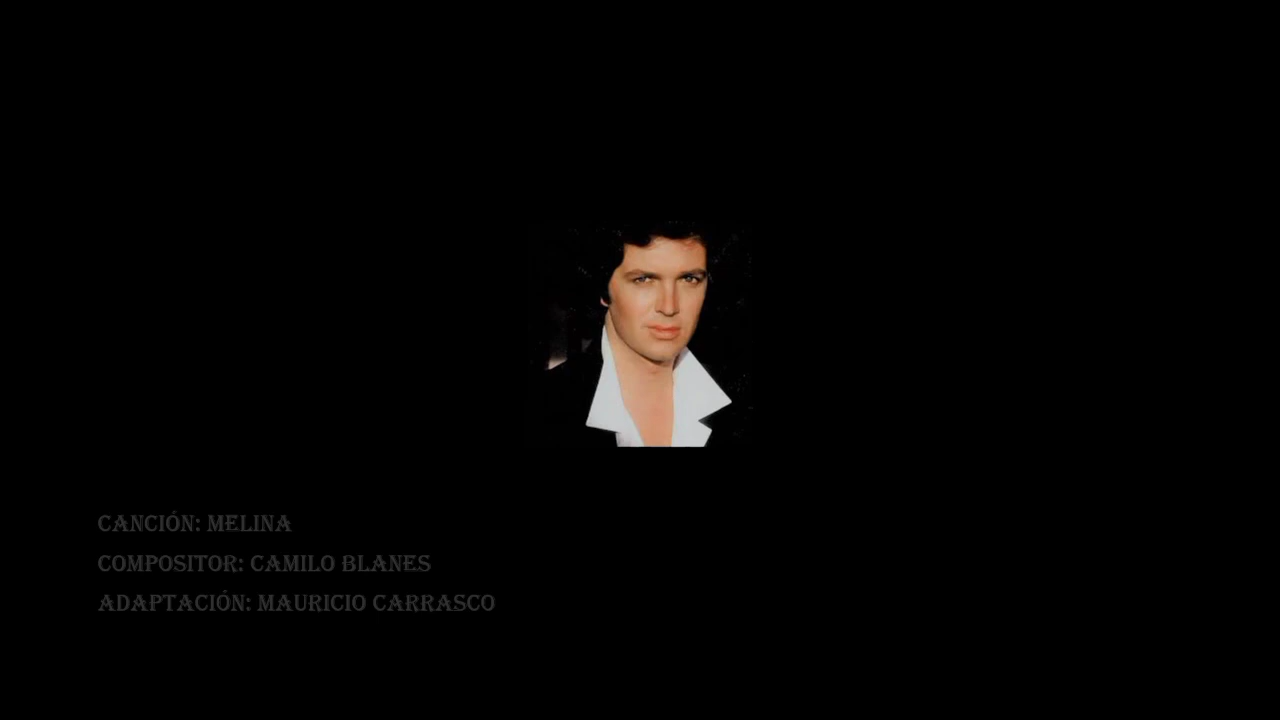 CANCIÓN: MELINA
COMPOSITOR: CAMILO BLANES
ADAPTACIÓN: MAURICIO CARRASCO